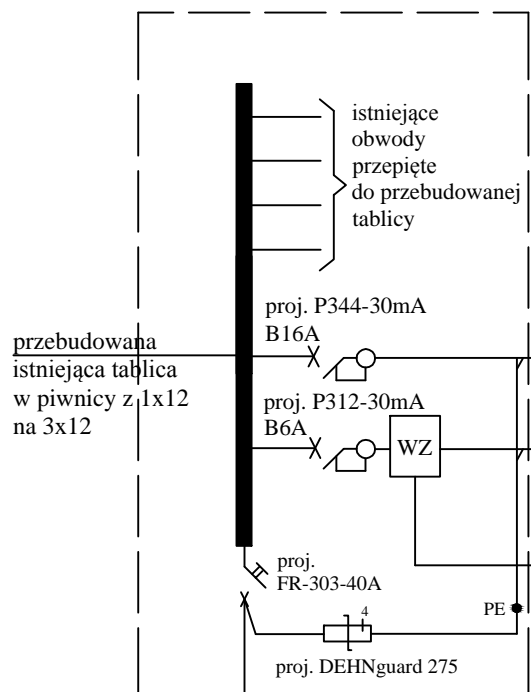 istniejące
obwody
przepięte
do przebudowanej
tablicy
proj. P344-30mA
B16A
przebudowana
istniejąca tablica
w piwnicy z 1x12
na 3x12
proj. P312-30mA
B6A
WZ
proj.
FR-303-40A
PE
4
proj. DEHNguard 275